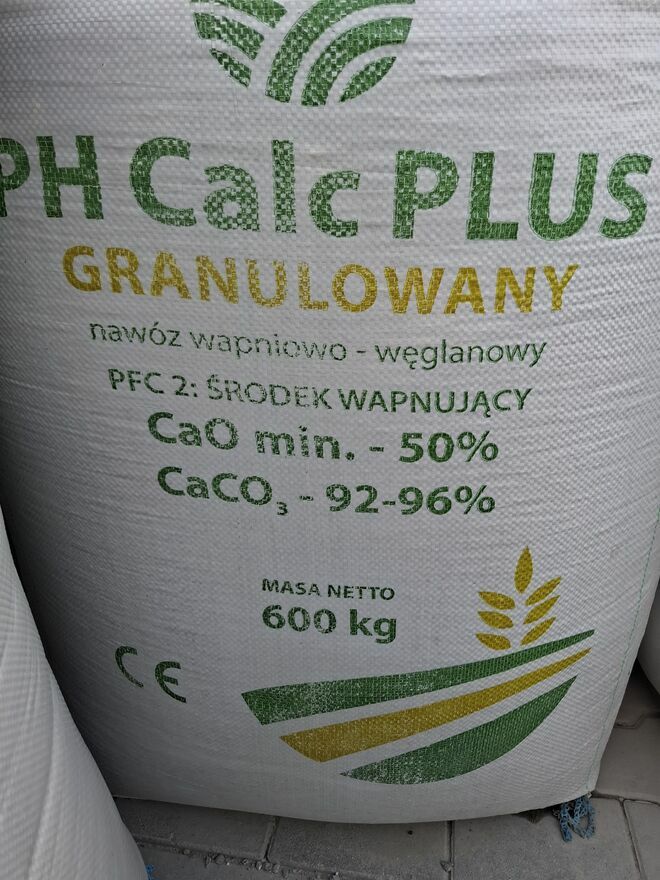 PH Calc PLUS
GRANULOWANY
nawóz wapniowo - węglanowy
PFC 2: ŚRODEK WAPNUJĄCY
CaO min. - 50%
CaCO₃ - 92-96%
MASA NETTO
600 kg
CE